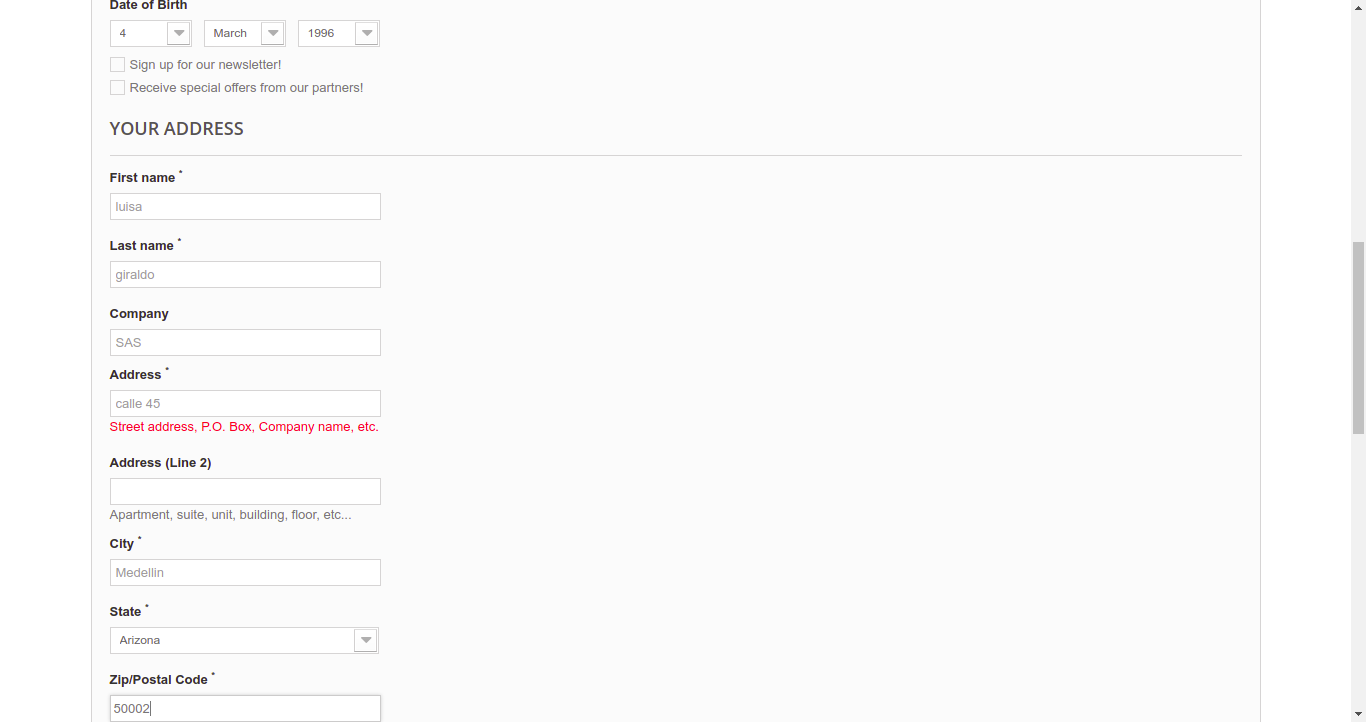 Date of Birth
4 March 1996
Sign up for our newsletter!
Receive special offers from our partners!
YOUR ADDRESS
First name *
luisa
Last name *
giraldo
Company
SAS
Address *
calle 45
Street address, P.O. Box, Company name, etc.
Address (Line 2)
Apartment, suite, unit, building, floor, etc...
City *
Medellin
State *
Arizona
Zip/Postal Code *
50002